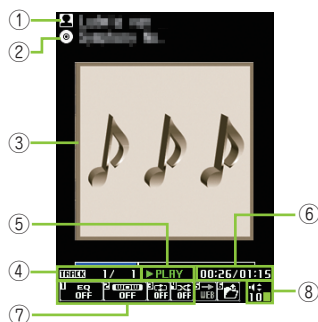 ①
②
③
④
⑤
⑥
⑦
⑧
TRACK 1/ 1 ▶PLAY 00:26/01:15
1 EQ OFF
2 WOW OFF
3 OFF
4 OFF
5 WEB
10